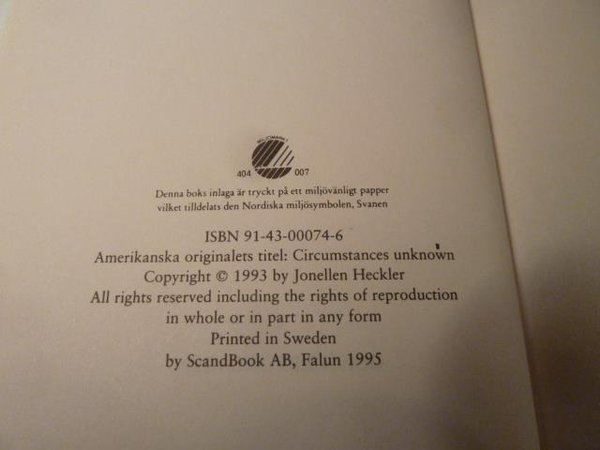 404 007
Denna boks inlaga är tryckt på ett miljövänligt papper
vilket tilldelats den Nordiska miljösymbolen, Svanen
ISBN 91-43-00074-6
Amerikanska originalets titel: Circumstances unknown
Copyright © 1993 by Jonellen Heckler
All rights reserved including the rights of reproduction
in whole or in part in any form
Printed in Sweden
by ScandBook AB, Falun 1995